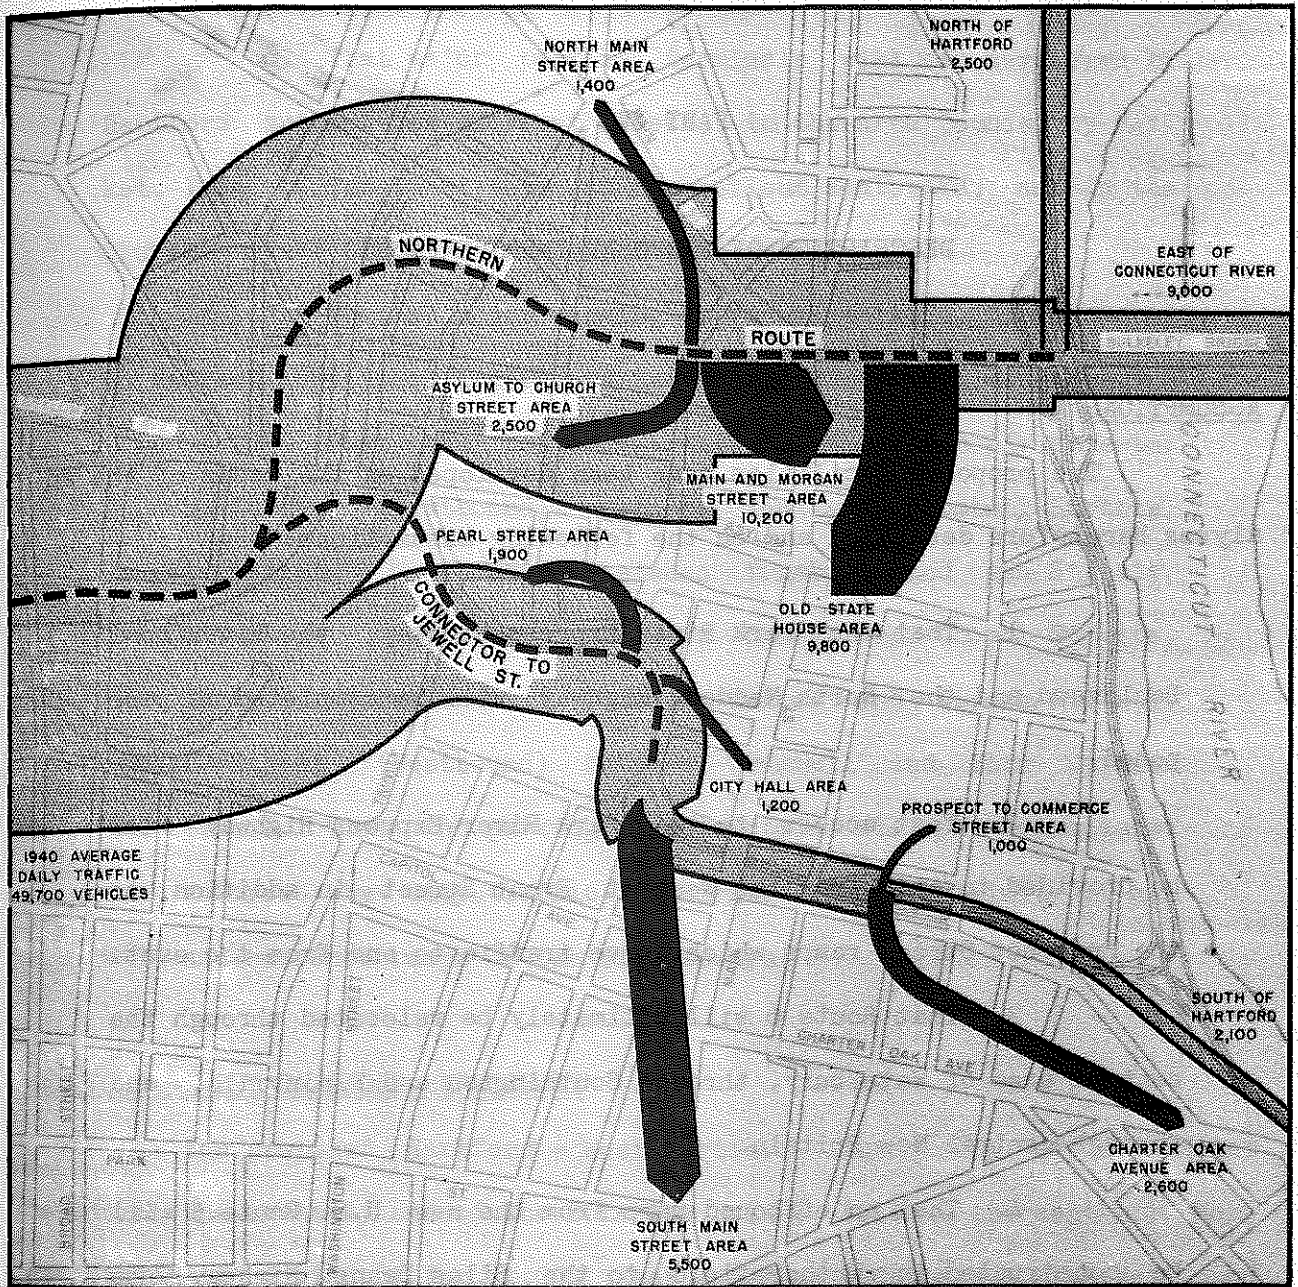 NORTH OF
HARTFORD
2,500
NORTH MAIN
STREET AREA
1,400
NORTHERN
EAST OF
CONNECTICUT RIVER
9,000
ROUTE
ASYLUM TO CHURCH
STREET AREA
2,500
MAIN AND MORGAN
STREET AREA
10,200
PEARL STREET AREA
1,900
CONNECTICUT RIVER
OLD STATE
HOUSE AREA
9,800
CONNECTOR TO
JEWELL ST.
CITY HALL AREA
1,200
PROSPECT TO COMMERCE
STREET AREA
1,000
1940 AVERAGE
DAILY TRAFFIC
49,700 VEHICLES
SOUTH OF
HARTFORD
2,100
CHARTER OAK AVE
CHARTER OAK
AVENUE AREA
2,600
PARK
SOUTH MAIN
STREET AREA
5,500